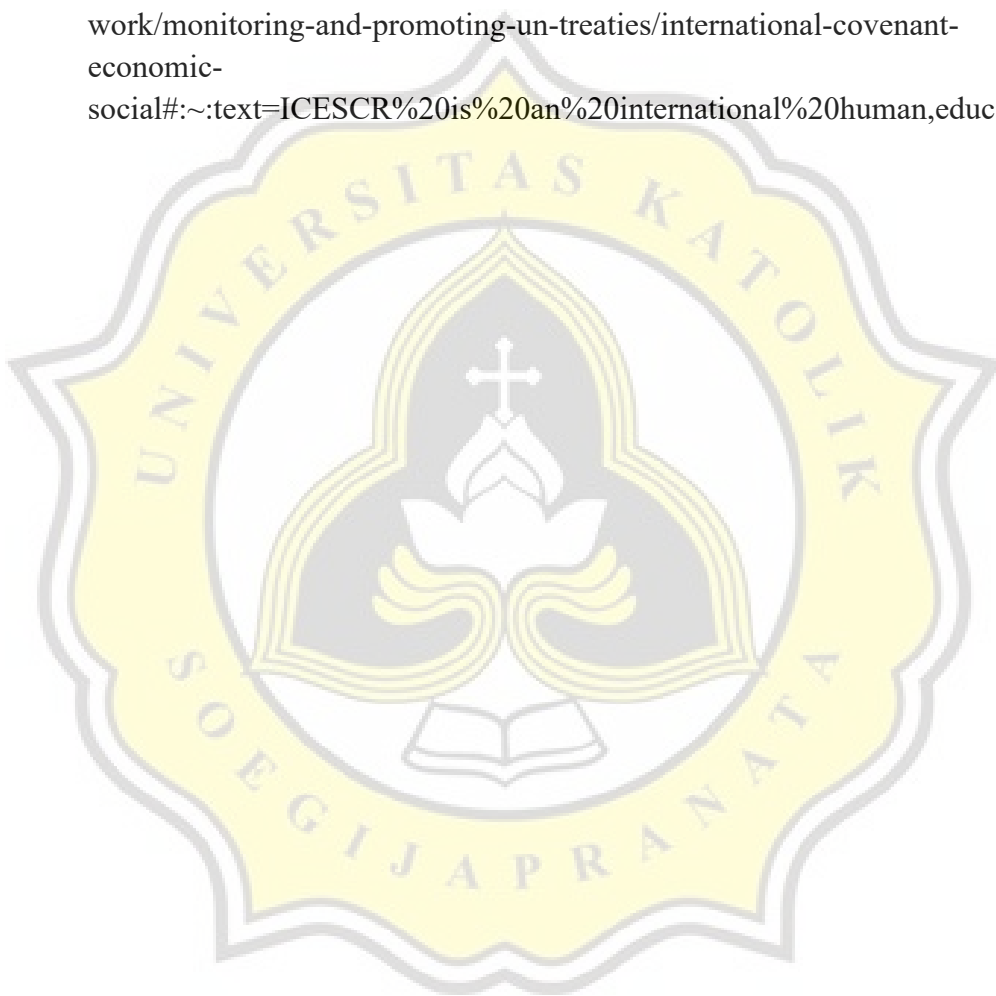 work/monitoring-and-promoting-un-treaties/international-covenant-
economic-
social#:~:text=ICESCR%20is%20an%20international%20human,educ
UNIVERSITAS KATOLIK
SOEGIJAPRANATA